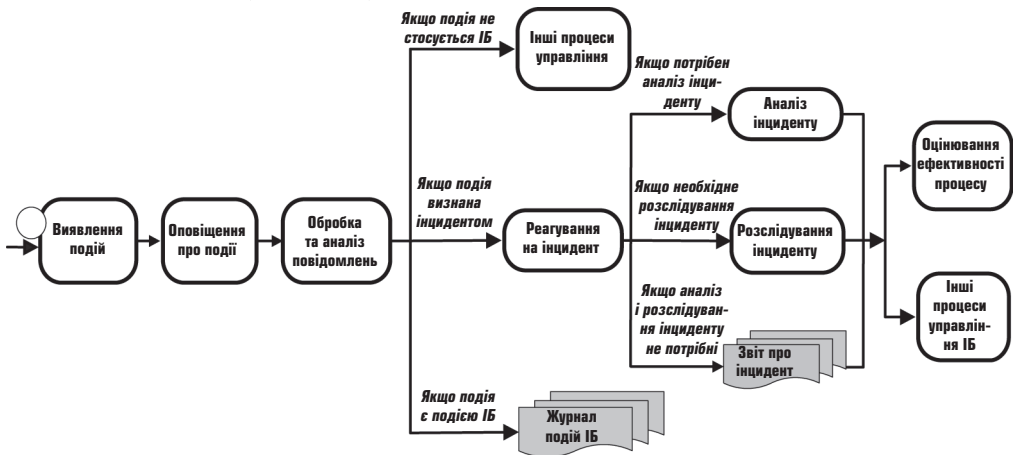 Якщо подія не
стосується ІБ
Інші процеси
управління
Якщо потрібен
аналіз інци-
денту
Аналіз
інциденту
Оцінювання
ефективності
процесу
Виявлення
подій
Оповіщення
про події
Обробка
та аналіз
повідомлень
Якщо подія
визнана
інцидентом
Реагування
на інцидент
Якщо необхідне
розслідування
інциденту
Розслідування
інциденту
Якщо аналіз
і розслідуван-
ня інциденту
не потрібні
Звіт про
інцидент
Інші
процеси
управлін-
ня ІБ
Якщо подія
є подією ІБ
Журнал
подій ІБ